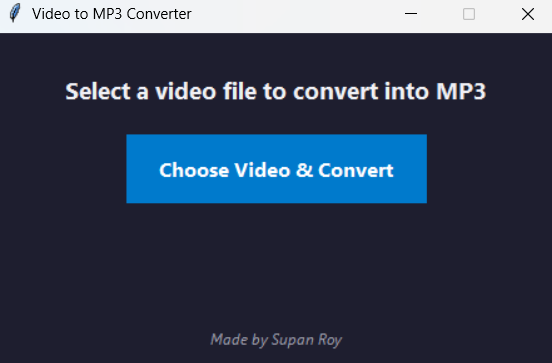 Video to MP3 Converter
Select a video file to convert into MP3
Choose Video & Convert
Made by Supan Roy